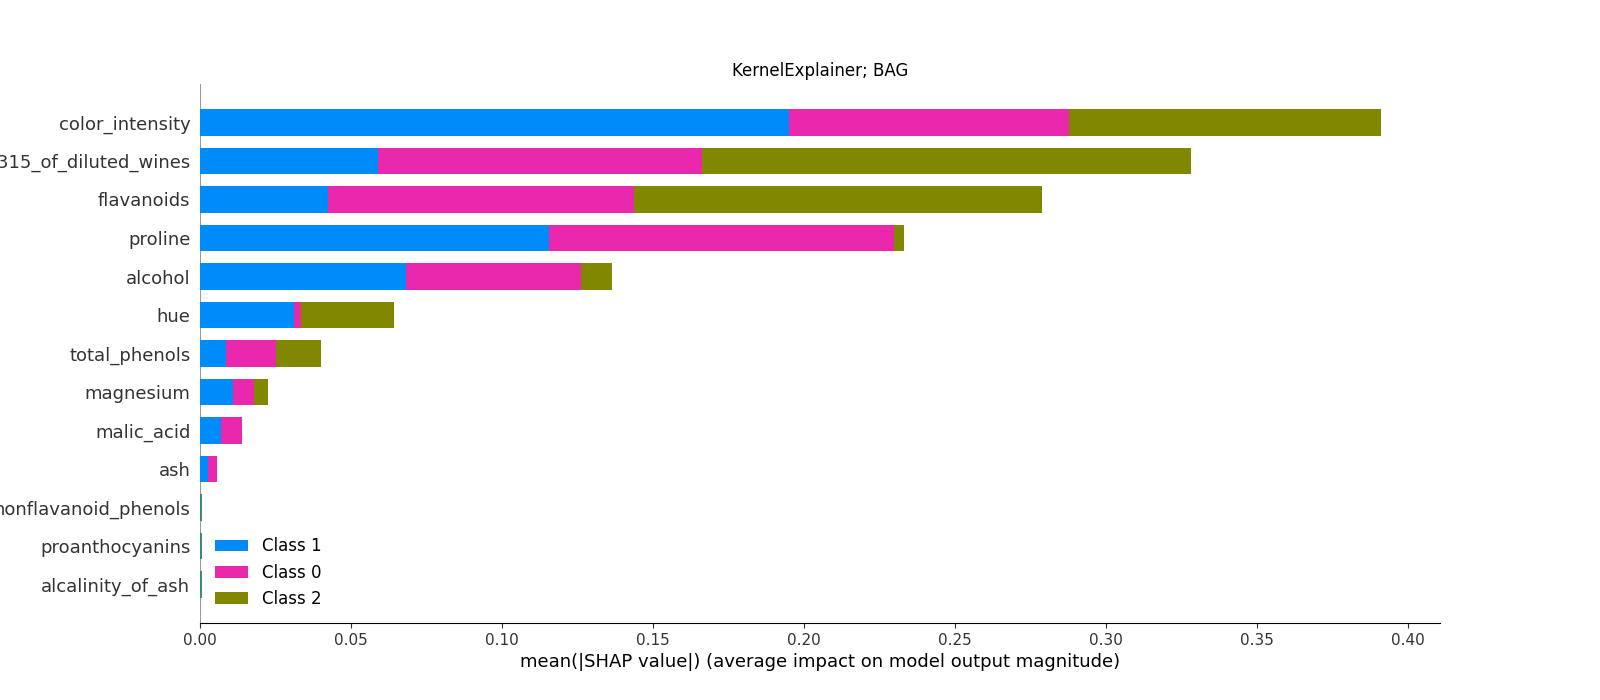 KernelExplainer; BAG
color_intensity
315_of_diluted_wines
flavanoids
proline
alcohol
hue
total_phenols
magnesium
malic_acid
ash
nonflavanoid_phenols
proanthocyanins
alcalinity_of_ash
Class 1
Class 0
Class 2
0.00 0.05 0.10 0.15 0.20 0.25 0.30 0.35 0.40
mean(|SHAP value|) (average impact on model output magnitude)